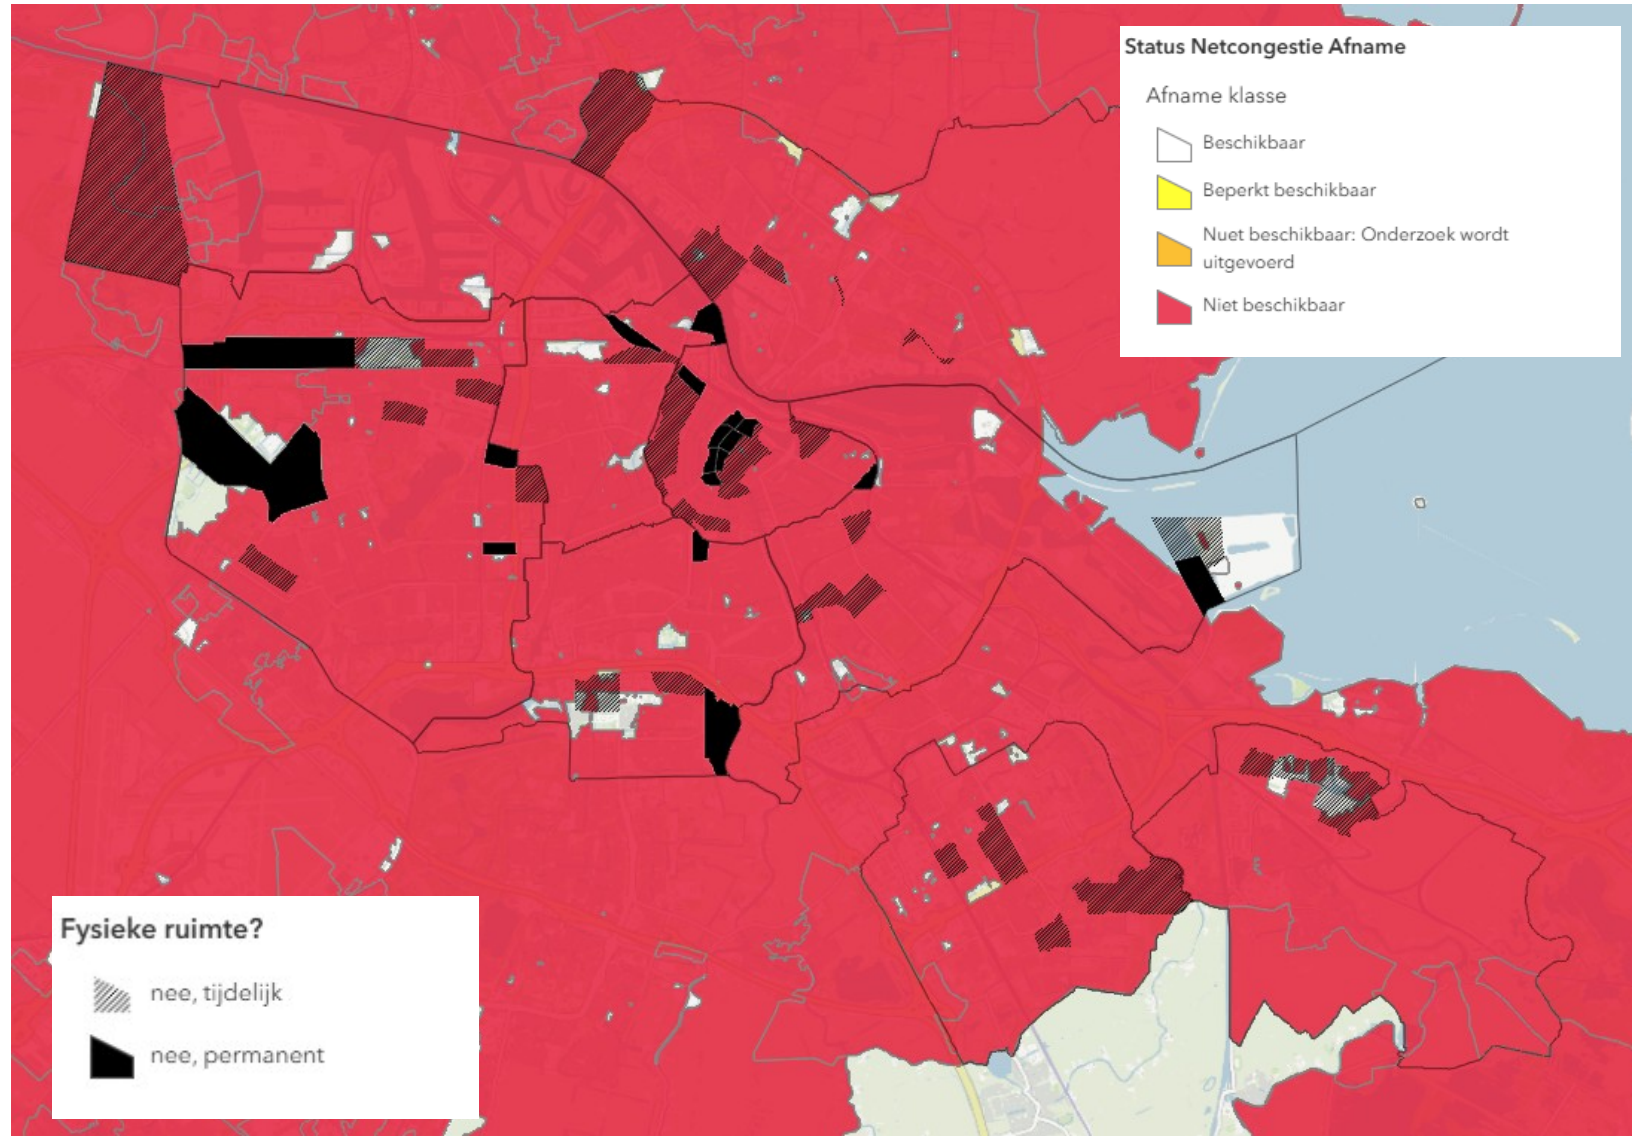 Status Netcongestie Afname
Afname klasse
Beschikbaar
Beperkt beschikbaar
Nuet beschikbaar: Onderzoek wordt
uitgevoerd
Niet beschikbaar
Fysieke ruimte?
nee, tijdelijk
nee, permanent